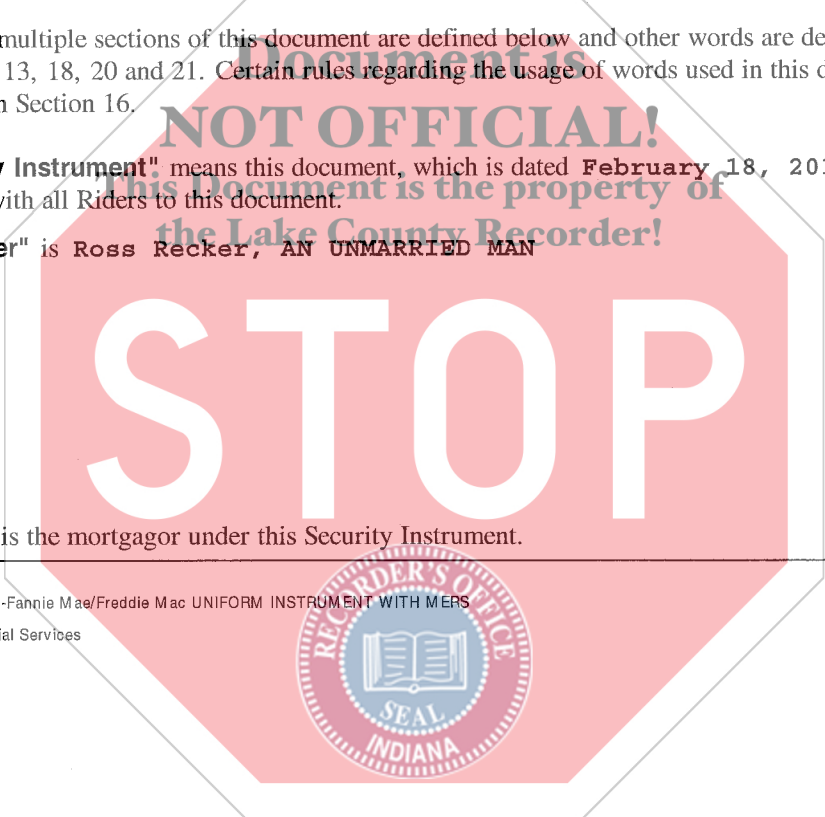 multiple sections of this document are defined below and other words are de
Document is
13, 18, 20 and 21. Certain rules regarding the usage of words used in this d
Section 16.
NOT OFFICIAL!
Instrument" means this document, which is dated February 18, 201
This Document is the property of
with all Riders to this document.
the Lake County Recorder!
er" is Ross Recker, AN UNMARRIED MAN
STOP
is the mortgagor under this Security Instrument.
-Fannie Mae/Freddie Mac UNIFORM INSTRUMENT WITH MERS
ial Services
RECORDER'S OFFICE
SEAL
INDIANA